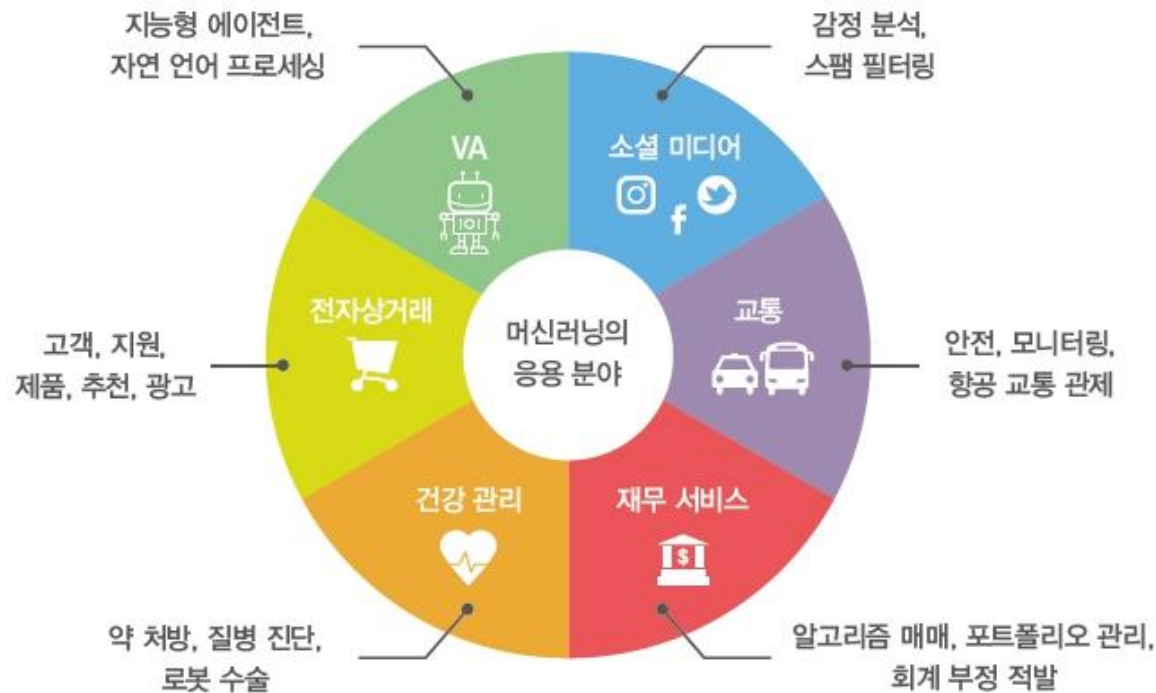 지능형 에이전트,
자연 언어 프로세싱
감정 분석,
스팸 필터링
VA
소셜 미디어
전자상거래
교통
머신러닝의
응용 분야
고객, 지원,
제품, 추천, 광고
안전, 모니터링,
항공 교통 관제
건강 관리
재무 서비스
$
약 처방, 질병 진단,
로봇 수술
알고리즘 매매, 포트폴리오 관리,
회계 부정 적발